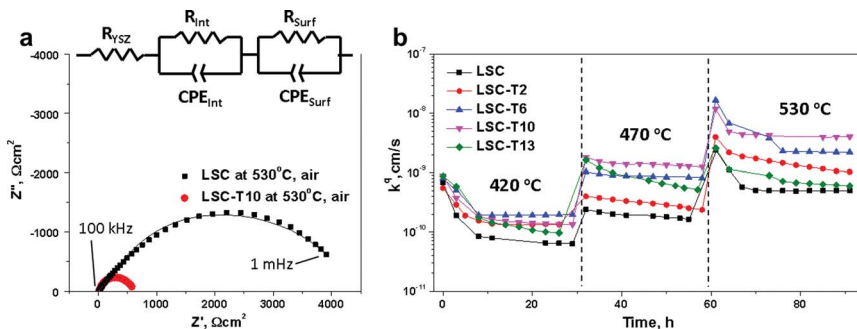 a
R_YSZ
R_Int
R_Surf
CPE_Int
CPE_Surf
Z'', Ωcm²
-4000
-3000
-2000
-1000
0
LSC at 530°C, air
LSC-T10 at 530°C, air
100 kHz
1 mHz
0 1000 2000 3000 4000
Z', Ωcm²
b
k^q, cm/s
10⁻⁷
10⁻⁸
10⁻⁹
10⁻¹⁰
10⁻¹¹
LSC
LSC-T2
LSC-T6
LSC-T10
LSC-T13
420 °C
470 °C
530 °C
0 20 40 60 80
Time, h